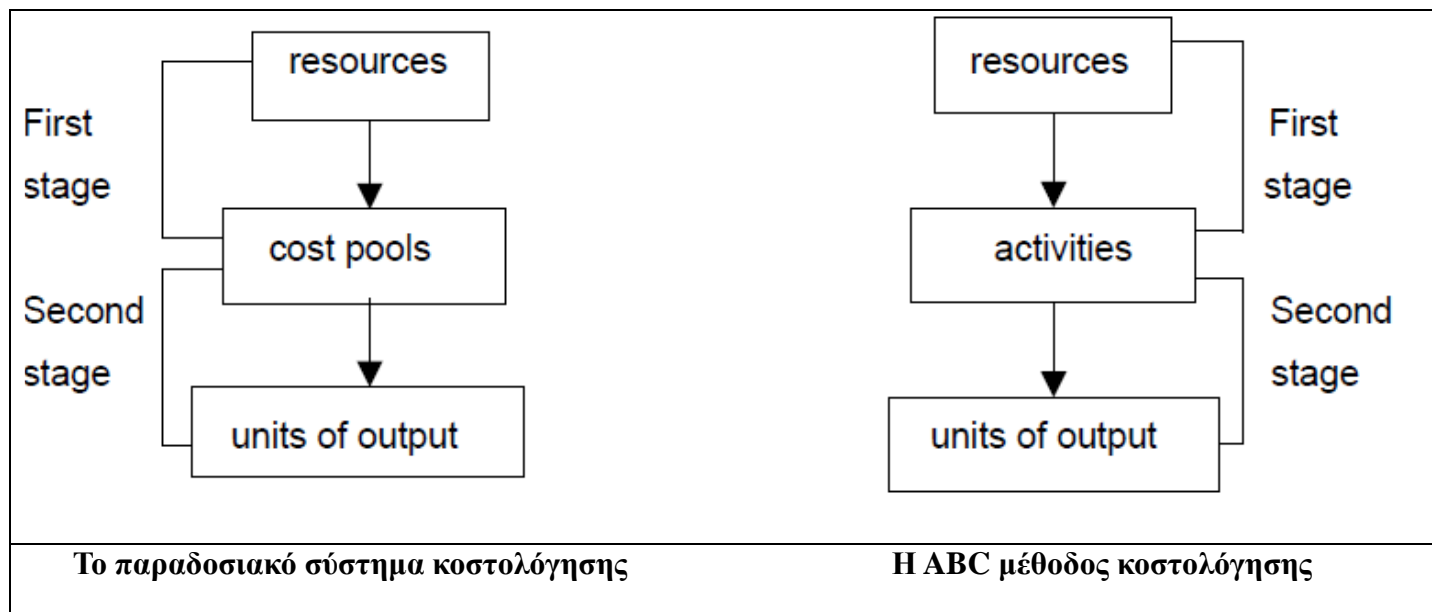 resources
First
stage
cost pools
Second
stage
units of output
resources
First
stage
activities
Second
stage
units of output
Το παραδοσιακό σύστημα κοστολόγησης
Η ABC μέθοδος κοστολόγησης